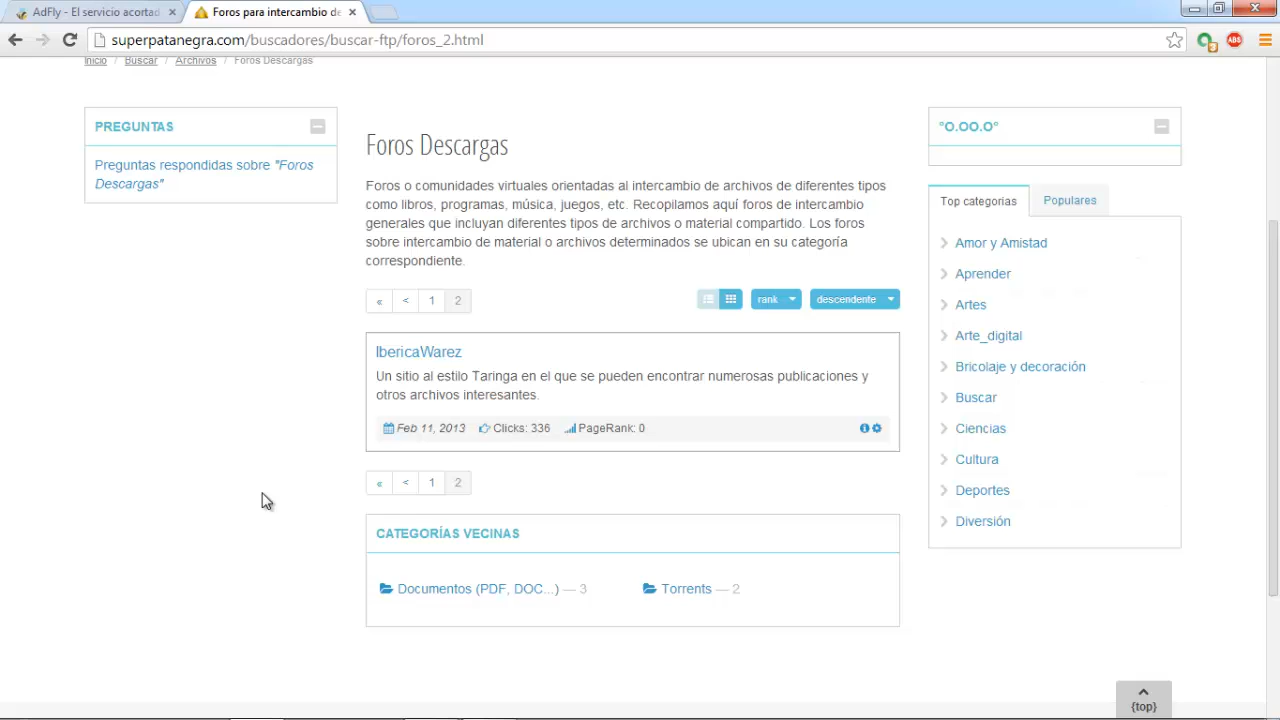 AdFly - El servicio acortad
Foros para intercambio de
superpatanegra.com/buscadores/buscar-ftp/foros_2.html
ABS
3
Inicio / Buscar / Archivos / Foros Descargas
PREGUNTAS
Preguntas respondidas sobre "Foros
Descargas"
Foros Descargas
Foros o comunidades virtuales orientadas al intercambio de archivos de diferentes tipos
como libros, programas, música, juegos, etc. Recopilamos aquí foros de intercambio
generales que incluyan diferentes tipos de archivos o material compartido. Los foros
sobre intercambio de material o archivos determinados se ubican en su categoría
correspondiente.
« < 1 2
rank
descendente
IbericaWarez
Un sitio al estilo Taringa en el que se pueden encontrar numerosas publicaciones y
otros archivos interesantes.
Feb 11, 2013 Clicks: 336 PageRank: 0
« < 1 2
CATEGORÍAS VECINAS
Documentos (PDF, DOC...) — 3
Torrents — 2
°O.OO.O°
Top categorias
Populares
Amor y Amistad
Aprender
Artes
Arte_digital
Bricolaje y decoración
Buscar
Ciencias
Cultura
Deportes
Diversión
{top}